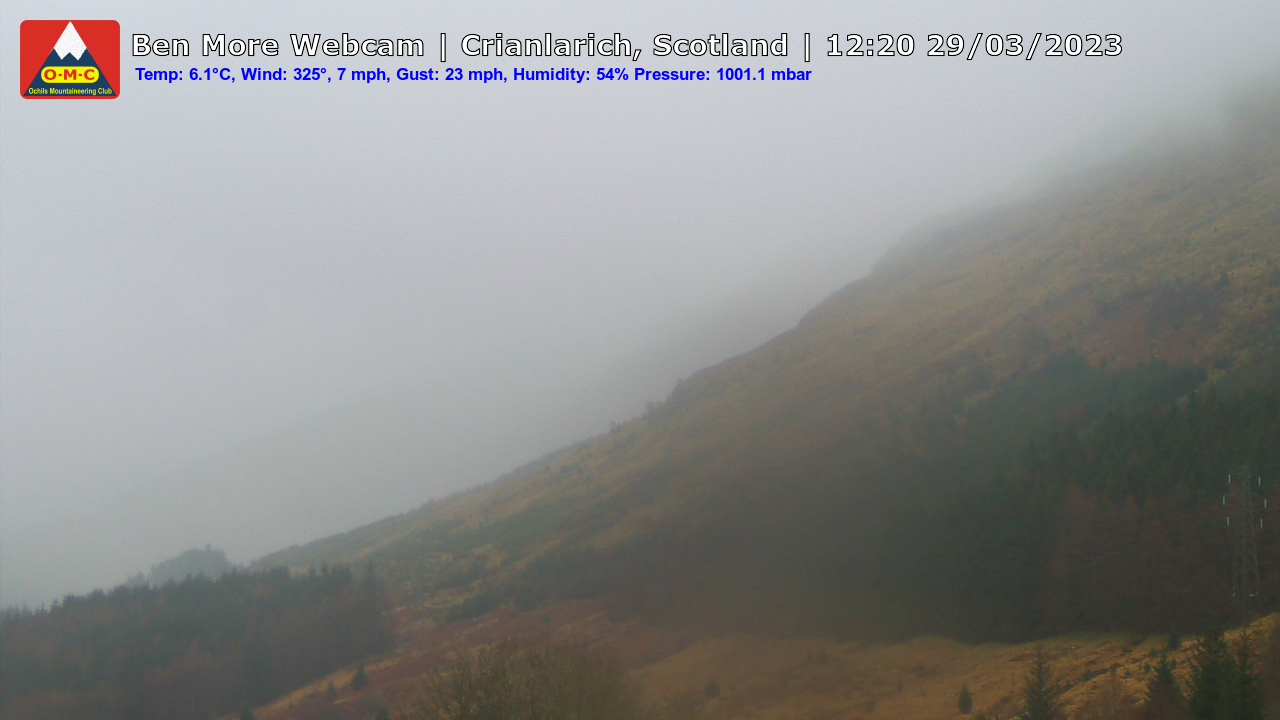 Ben More Webcam | Crianlarich, Scotland | 12:20 29/03/2023
Temp: 6.1°C, Wind: 325°, 7 mph, Gust: 23 mph, Humidity: 54% Pressure: 1001.1 mbar
O·M·C
Ochils Mountaineering Club